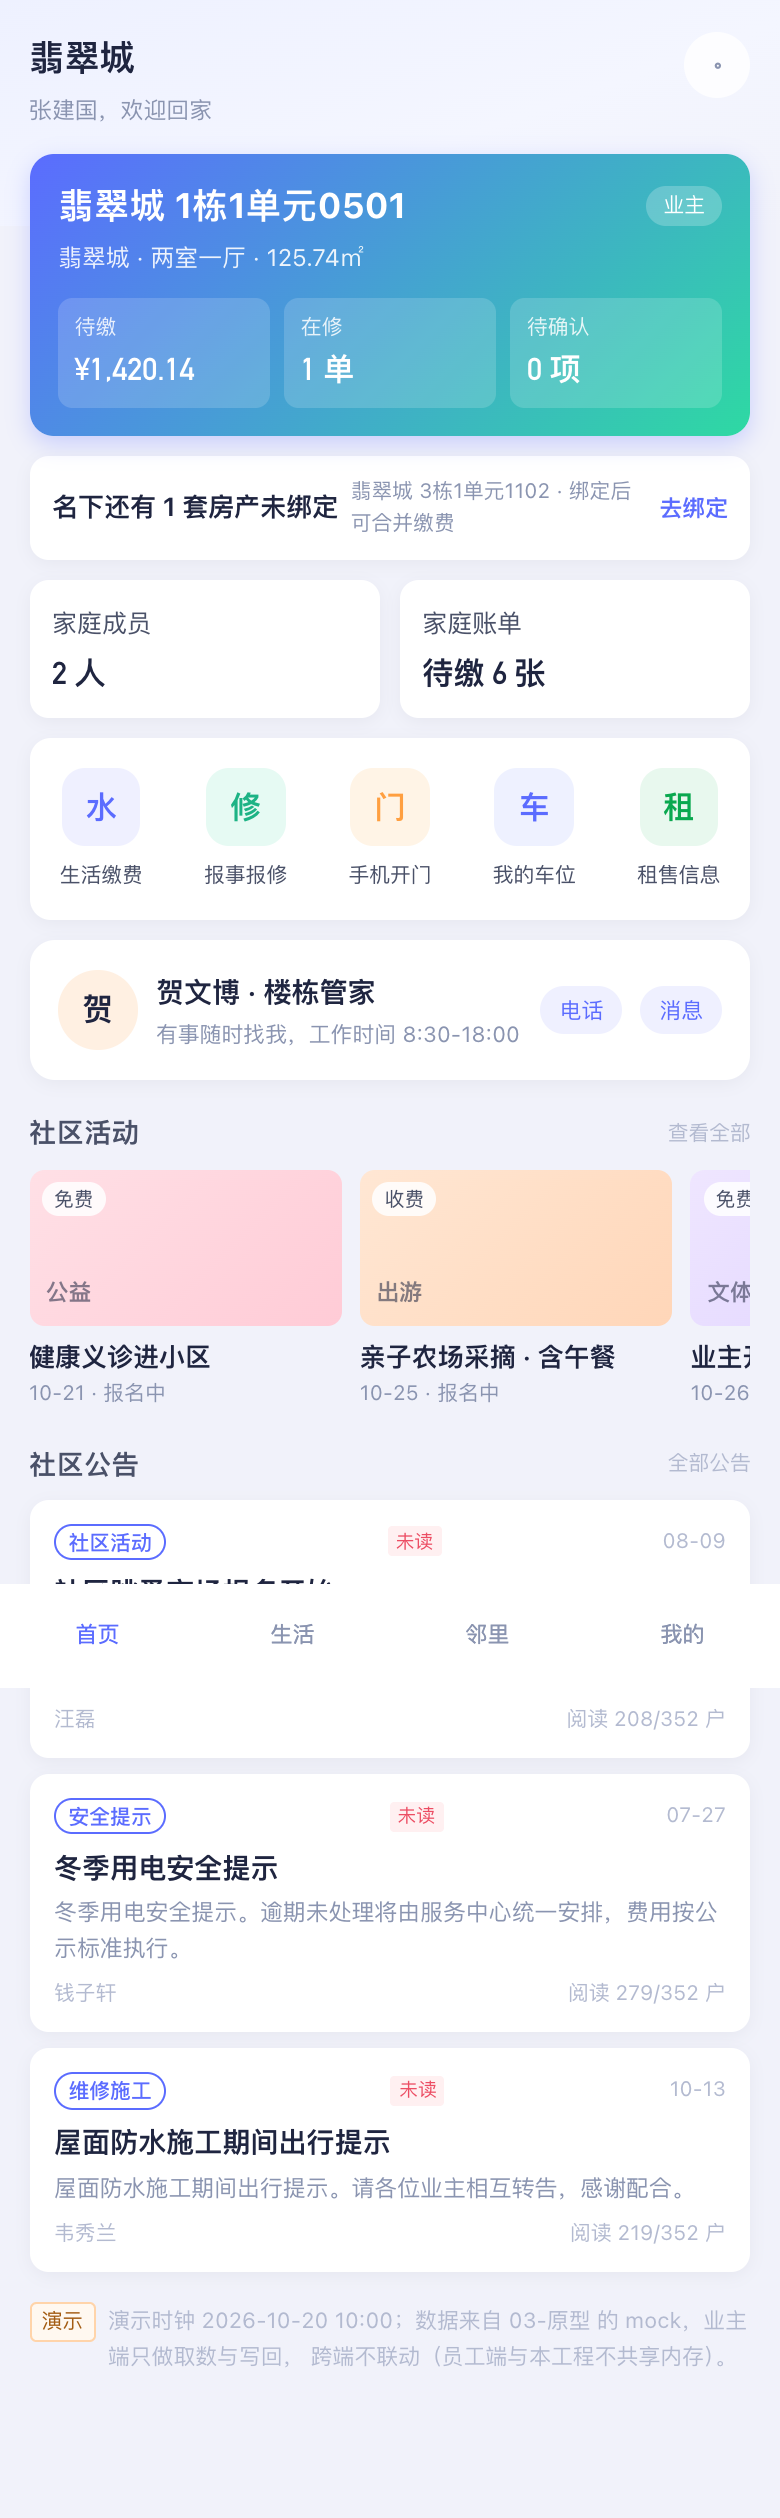 翡翠城
张建国，欢迎回家
翡翠城 1栋1单元0501
业主
翡翠城 · 两室一厅 · 125.74㎡
待缴
在修
待确认
¥1,420.14
1 单
0 项
名下还有 1 套房产未绑定
翡翠城 3栋1单元1102 · 绑定后
可合并缴费
去绑定
家庭成员
家庭账单
2 人
待缴 6 张
水
修
门
车
租
生活缴费
报事报修
手机开门
我的车位
租售信息
贺
贺文博 · 楼栋管家
有事随时找我，工作时间 8:30-18:00
电话
消息
社区活动
查看全部
免费
收费
免费
公益
出游
文体
健康义诊进小区
亲子农场采摘 · 含午餐
业主
10-21 · 报名中
10-25 · 报名中
10-26
社区公告
全部公告
社区活动
未读
08-09
首页
生活
邻里
我的
汪磊
阅读 208/352 户
安全提示
未读
07-27
冬季用电安全提示
冬季用电安全提示。逾期未处理将由服务中心统一安排，费用按公
示标准执行。
钱子轩
阅读 279/352 户
维修施工
未读
10-13
屋面防水施工期间出行提示
屋面防水施工期间出行提示。请各位业主相互转告，感谢配合。
韦秀兰
阅读 219/352 户
演示
演示时钟 2026-10-20 10:00；数据来自 03-原型 的 mock，业主
端只做取数与写回， 跨端不联动（员工端与本工程不共享内存）。